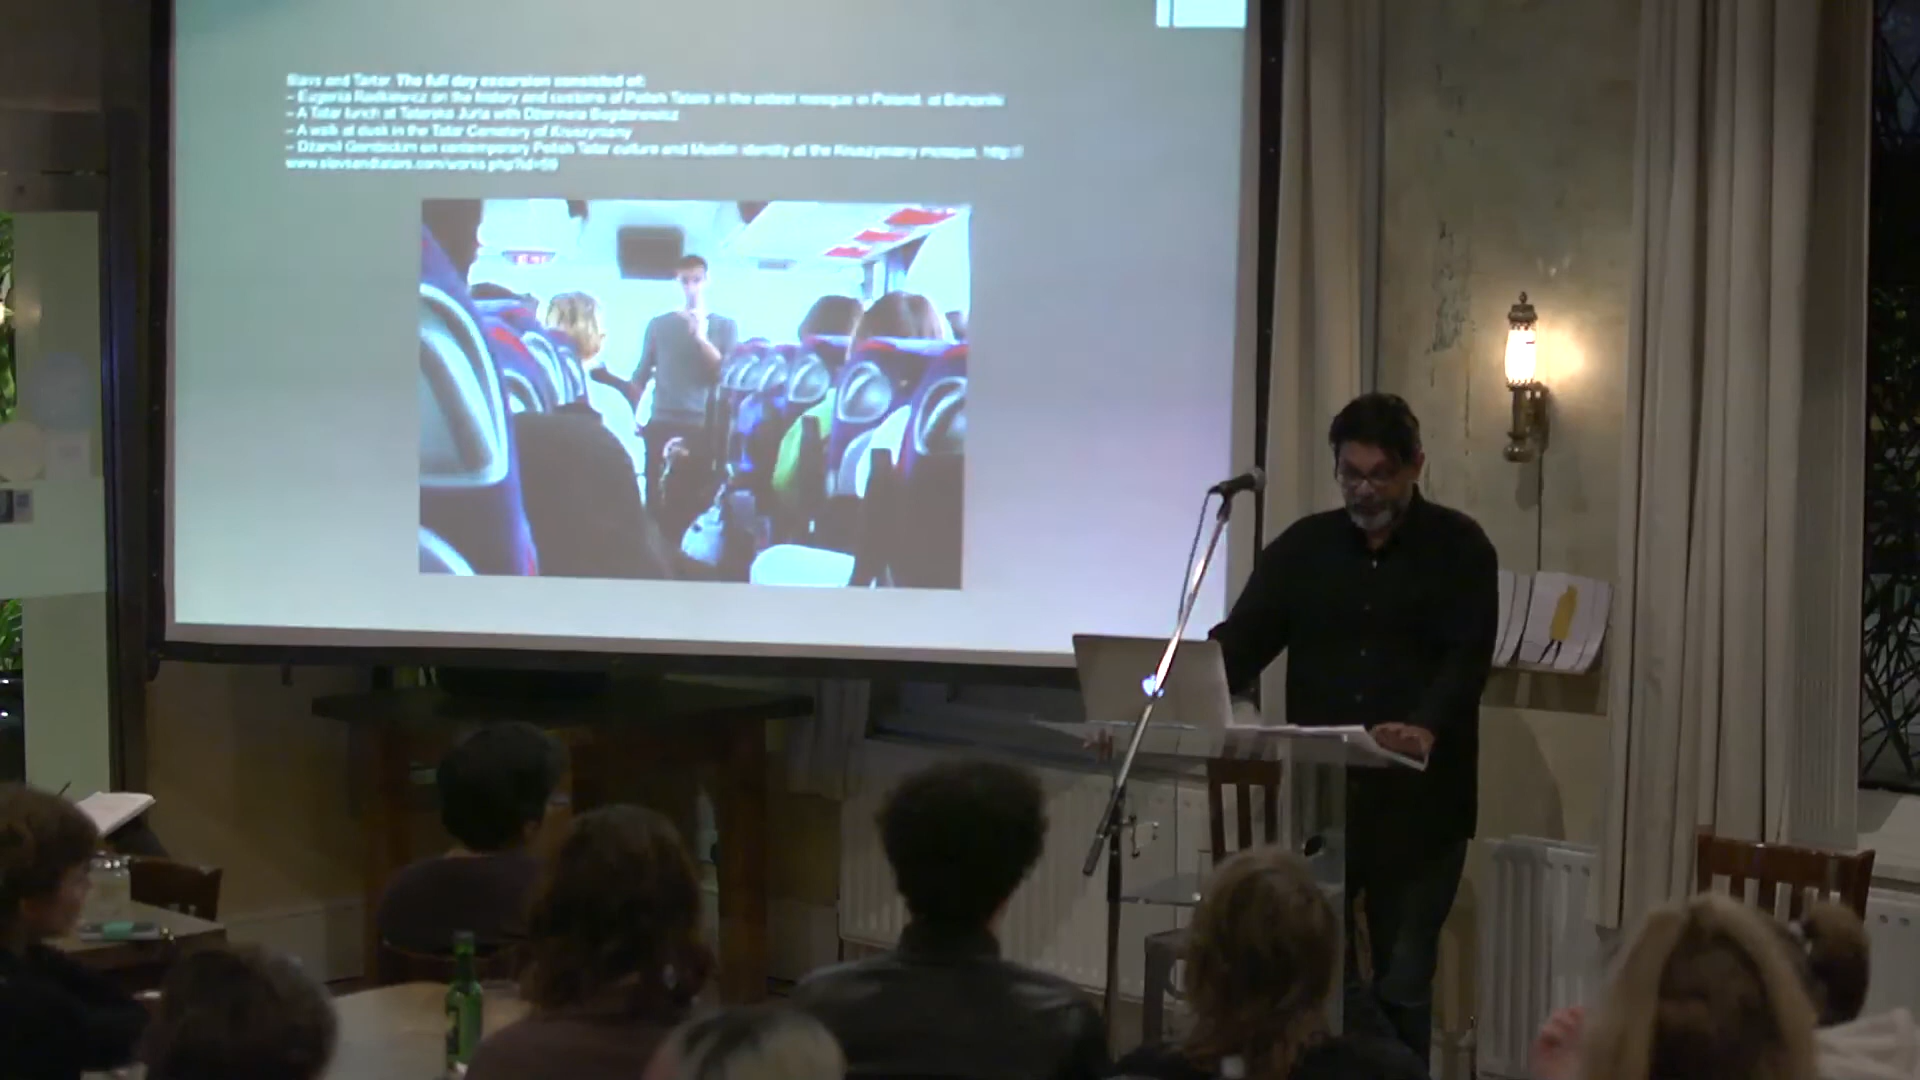 Slavs and Tatar. The full day excursion consisted of:
– Eugenia Radkiewicz on the history and customs of Polish Tatars in the oldest mosque in Poland, at Bohoniki
– A Tatar lunch at Tatarska Jurta with Dżenneta Bogdanowicz
– A walk at dusk in the Tatar Cemetery of Kruszyniany
– Dżemil Gembicki on contemporary Polish Tatar culture and Muslim identity at the Kruszyniany mosque. http://
www.slavsandtatars.com/works.php?id=